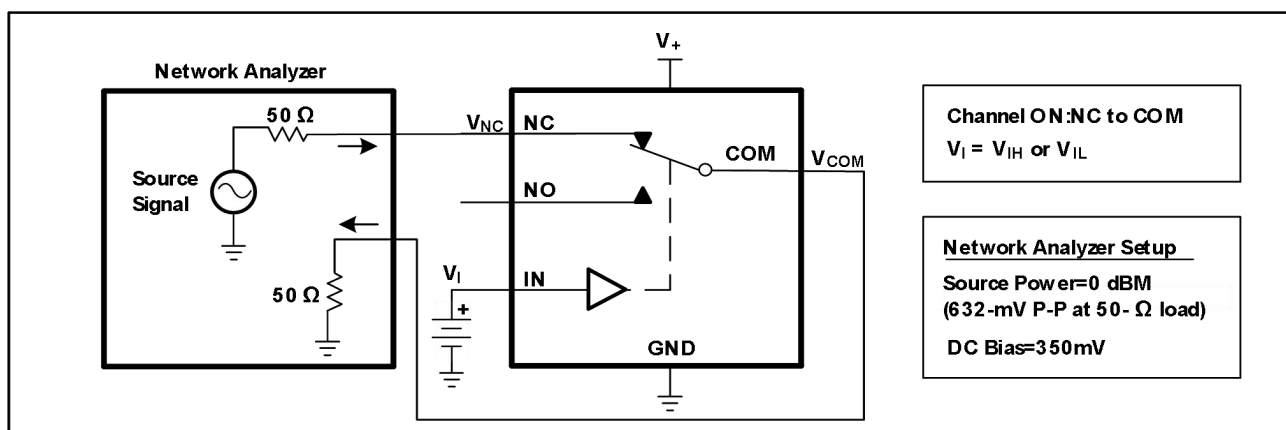 V+
Network Analyzer
50 Ω
VNC
NC
COM
VCOM
Source
Signal
NO
50 Ω
VI
IN
+
GND
Channel ON:NC to COM
VI = VIH or VIL
Network Analyzer Setup
Source Power=0 dBM
(632-mV P-P at 50- Ω load)
DC Bias=350mV